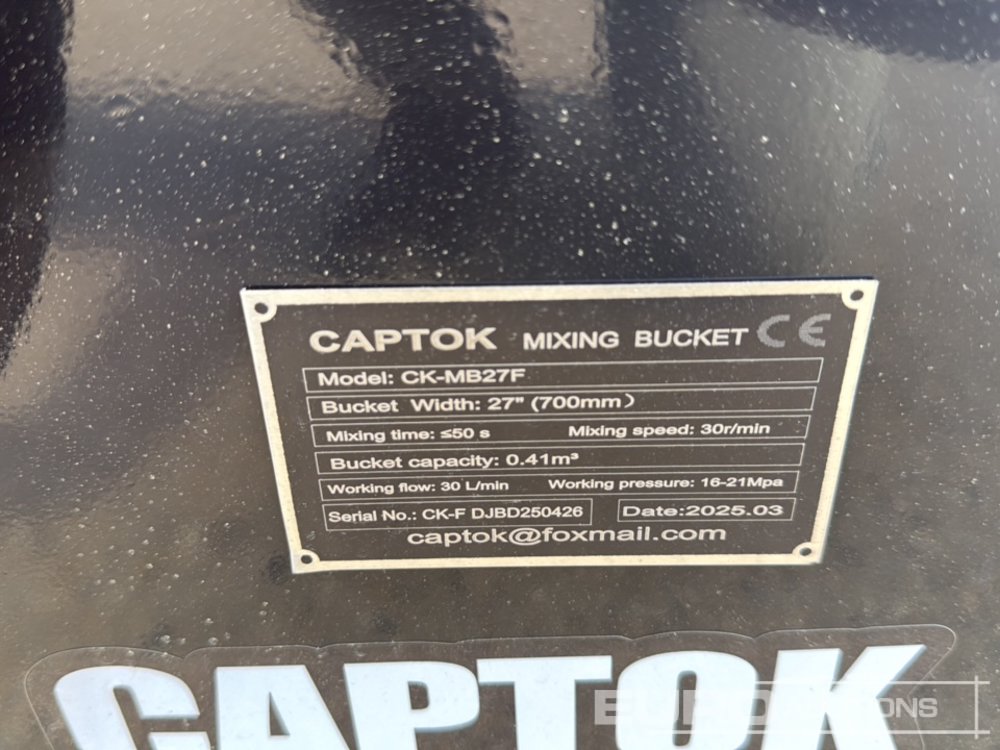 CAPTOK MIXING BUCKET CE
Model: CK-MB27F
Bucket Width: 27" (700mm)
Mixing time: ≤50 s Mixing speed: 30r/min
Bucket capacity: 0.41m³
Working flow: 30 L/min Working pressure: 16-21Mpa
Serial No.: CK-F DJBD250426 Date:2025.03
captok@foxmail.com
CAPTOK
EURO AUCTIONS